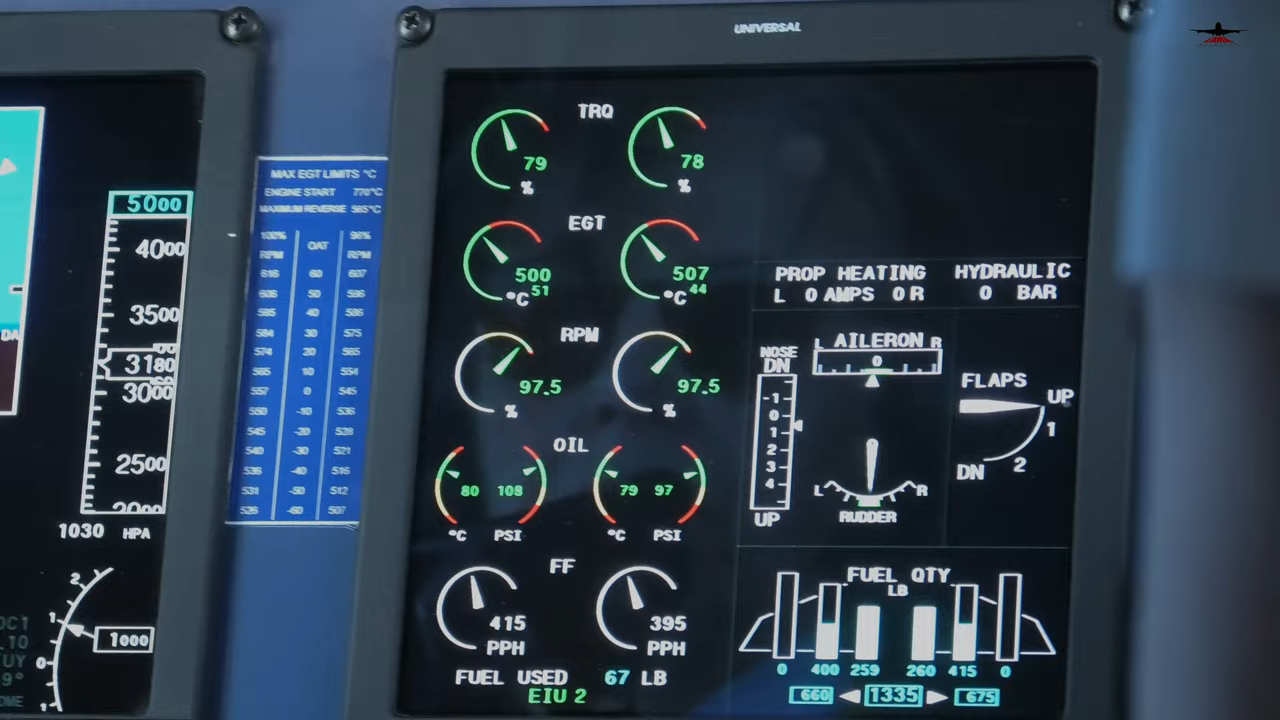 UNIVERSAL
5000
4000
3500
3180
3000
2500
1030 HPA
2
1
1000
0
1
MAX EGT LIMITS °C
ENGINE START 770°C
MAXIMUM REVERSE 565°C
100% 96%
RPM OAT RPM
616 60 607
606 50 596
595 40 586
584 30 575
574 20 565
565 10 554
557 0 545
550 -10 536
545 -20 528
540 -30 521
536 -40 516
531 -50 512
526 -60 507
TRQ
79 78
% %
EGT
500 507
°C 51 °C 44
RPM
97.5 97.5
% %
OIL
80 108 79 97
°C PSI °C PSI
FF
415 395
PPH PPH
FUEL USED 67 LB
EIU 2
PROP HEATING
L 0 AMPS 0 R
HYDRAULIC
0 BAR
NOSE
DN
-1
0
1
2
3
4
UP
L AILERON R
0
L R
RUDDER
FLAPS
UP
1
2
DN
FUEL QTY
LB
0 400 259 260 415 0
660 1335 675